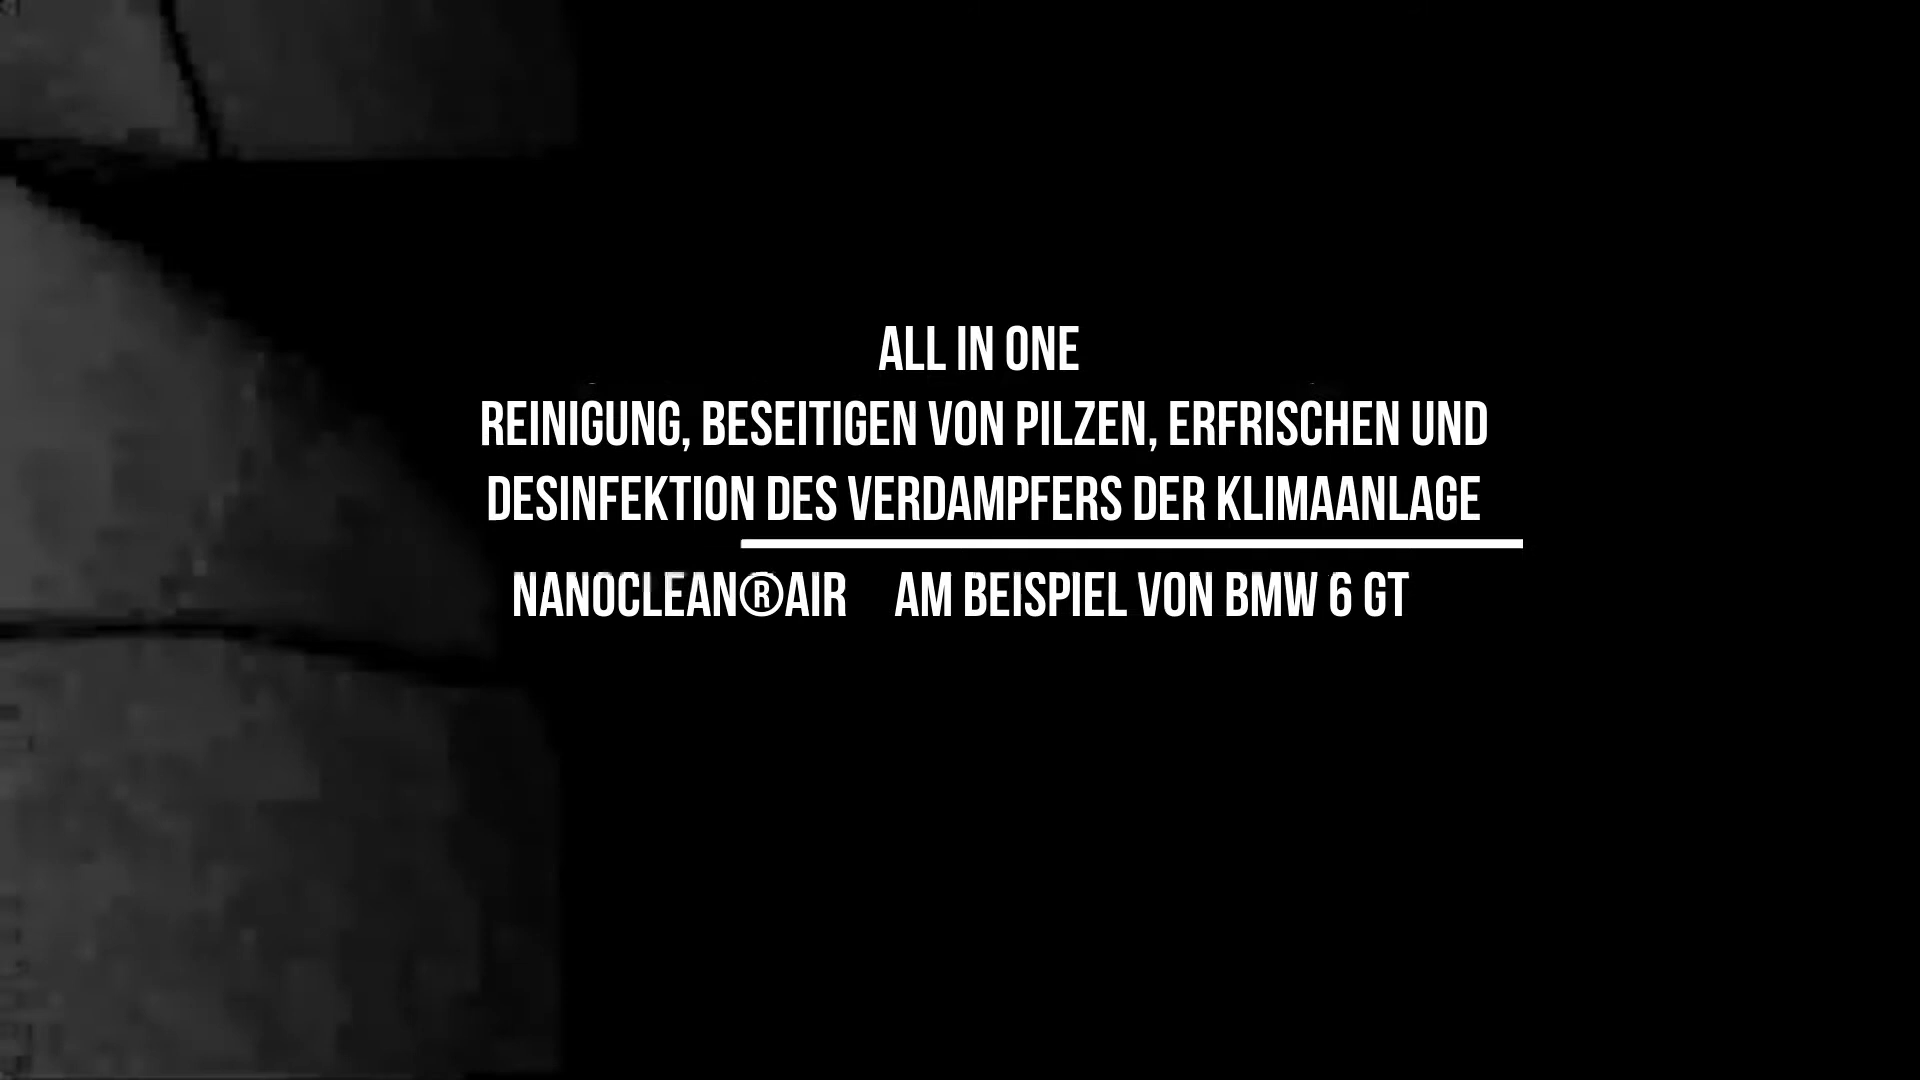 ALL IN ONE
REINIGUNG, BESEITIGEN VON PILZEN, ERFRISCHEN UND
DESINFEKTION DES VERDAMPFERS DER KLIMAANLAGE
NANOCLEAN®AIR AM BEISPIEL VON BMW 6 GT